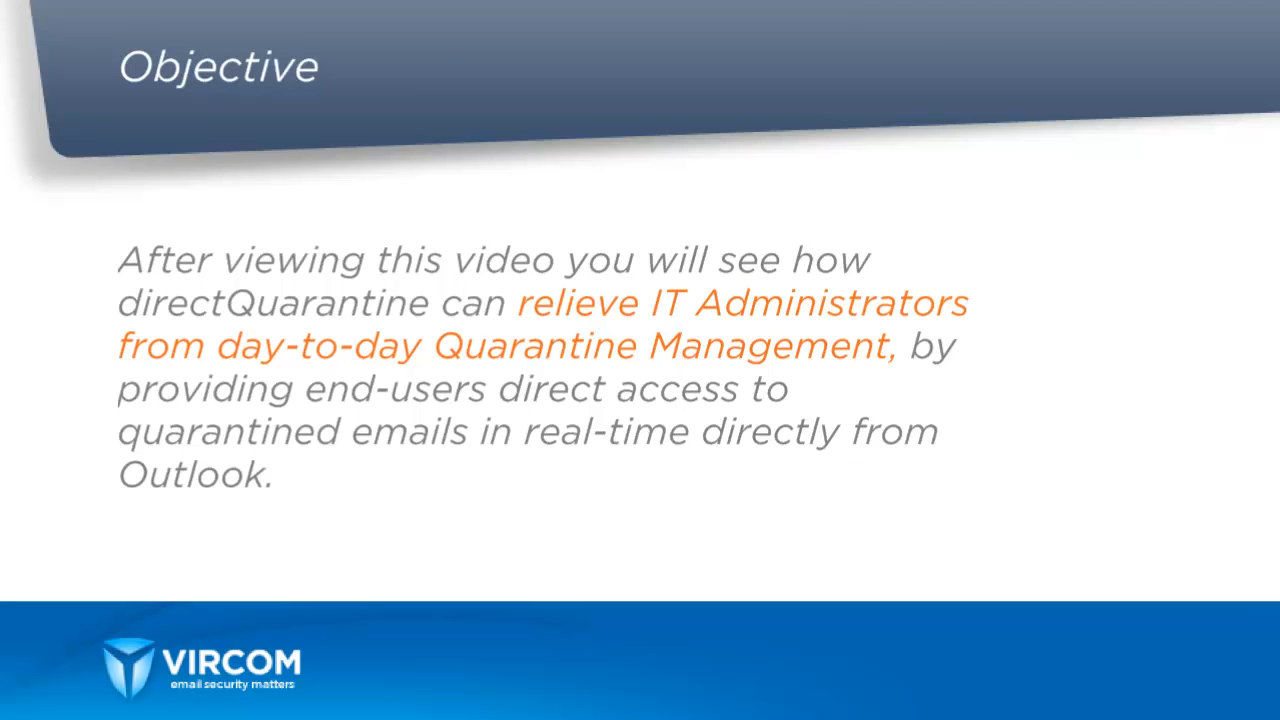 Objective
After viewing this video you will see how
directQuarantine can relieve IT Administrators
from day-to-day Quarantine Management, by
providing end-users direct access to
quarantined emails in real-time directly from
Outlook.
VIRCOM
email security matters